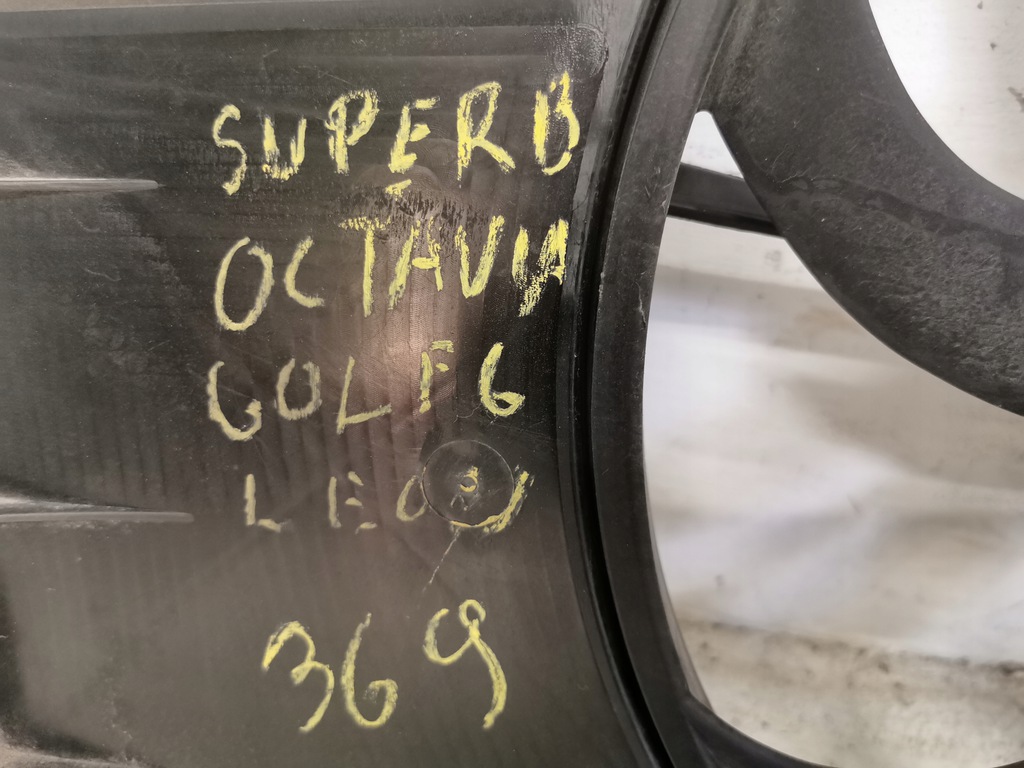 SUPERB
OCTAVIA
GOLF6
LEON
369